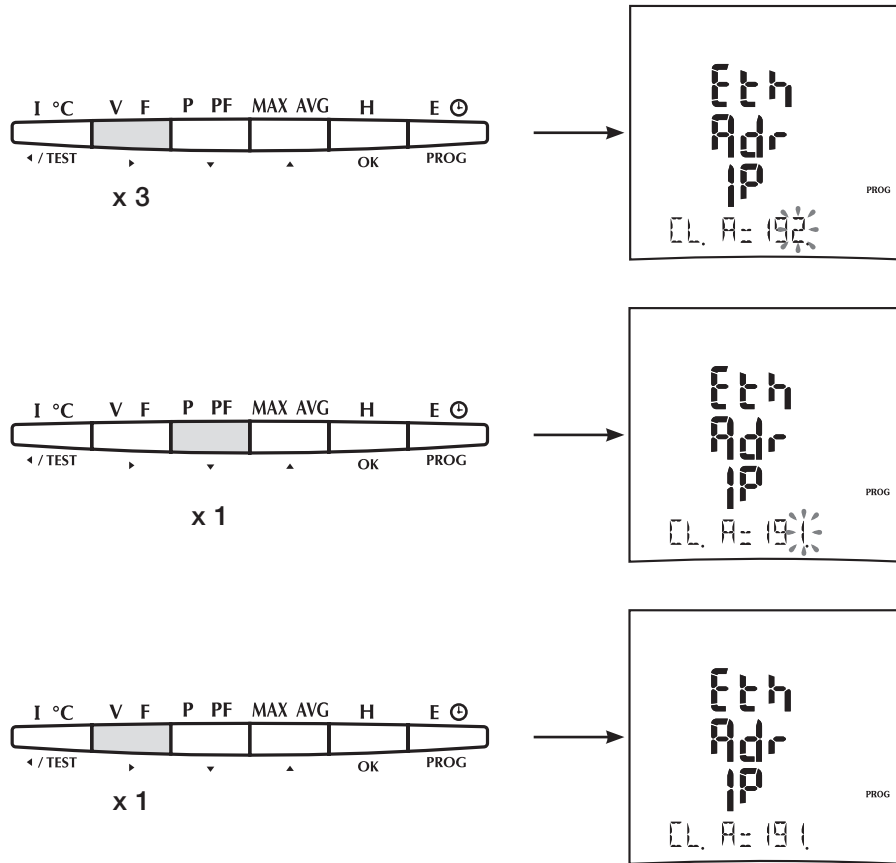 I °C V F P PF MAX AVG H E
/ TEST OK PROG
x 3
Eth
Adr
IP
PROG
CL. A=192.
I °C V F P PF MAX AVG H E
/ TEST OK PROG
x 1
Eth
Adr
IP
PROG
CL. A=191.
I °C V F P PF MAX AVG H E
/ TEST OK PROG
x 1
Eth
Adr
IP
PROG
CL. A=191.